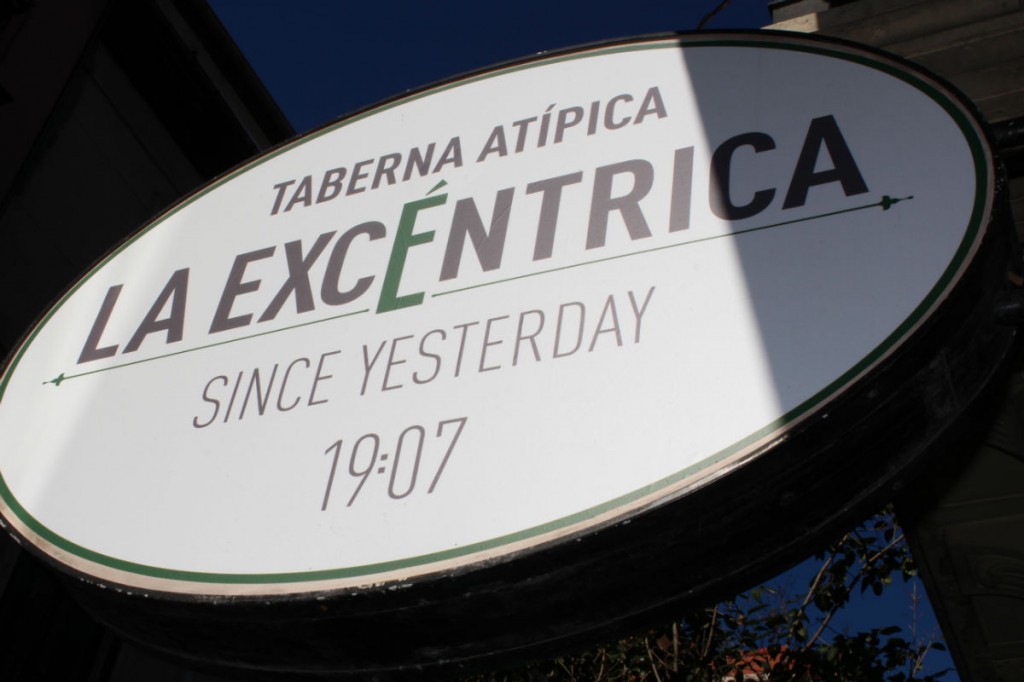 TABERNA ATÍPICA
LA EXCÉNTRICA
SINCE YESTERDAY
19:07